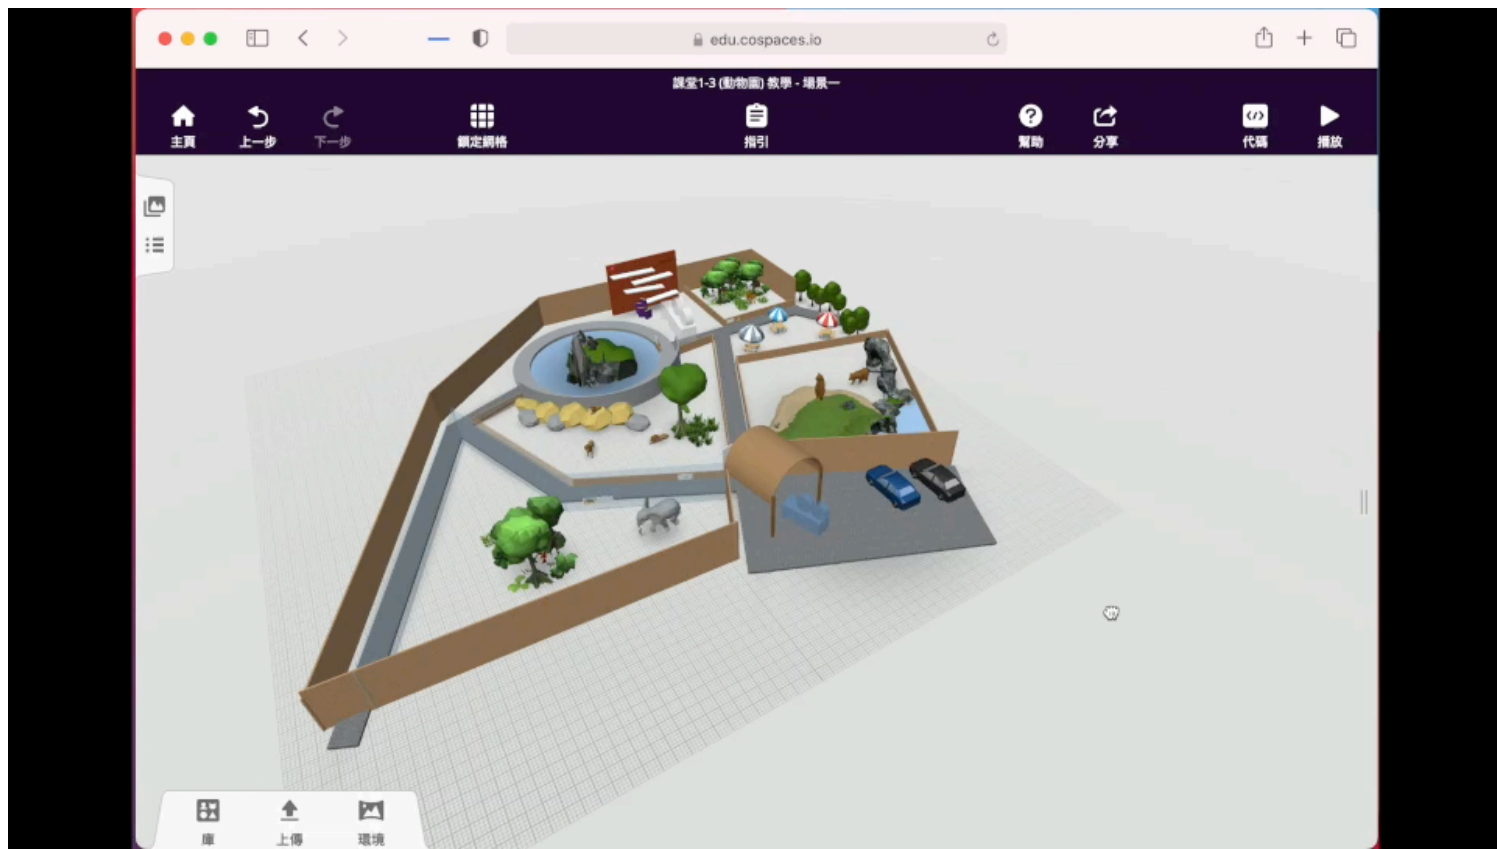 edu.cospaces.io
課堂1-3 (動物園) 教學 - 場景一
主頁
上一步
下一步
鎖定網格
指引
幫助
分享
代碼
播放
庫
上傳
環境